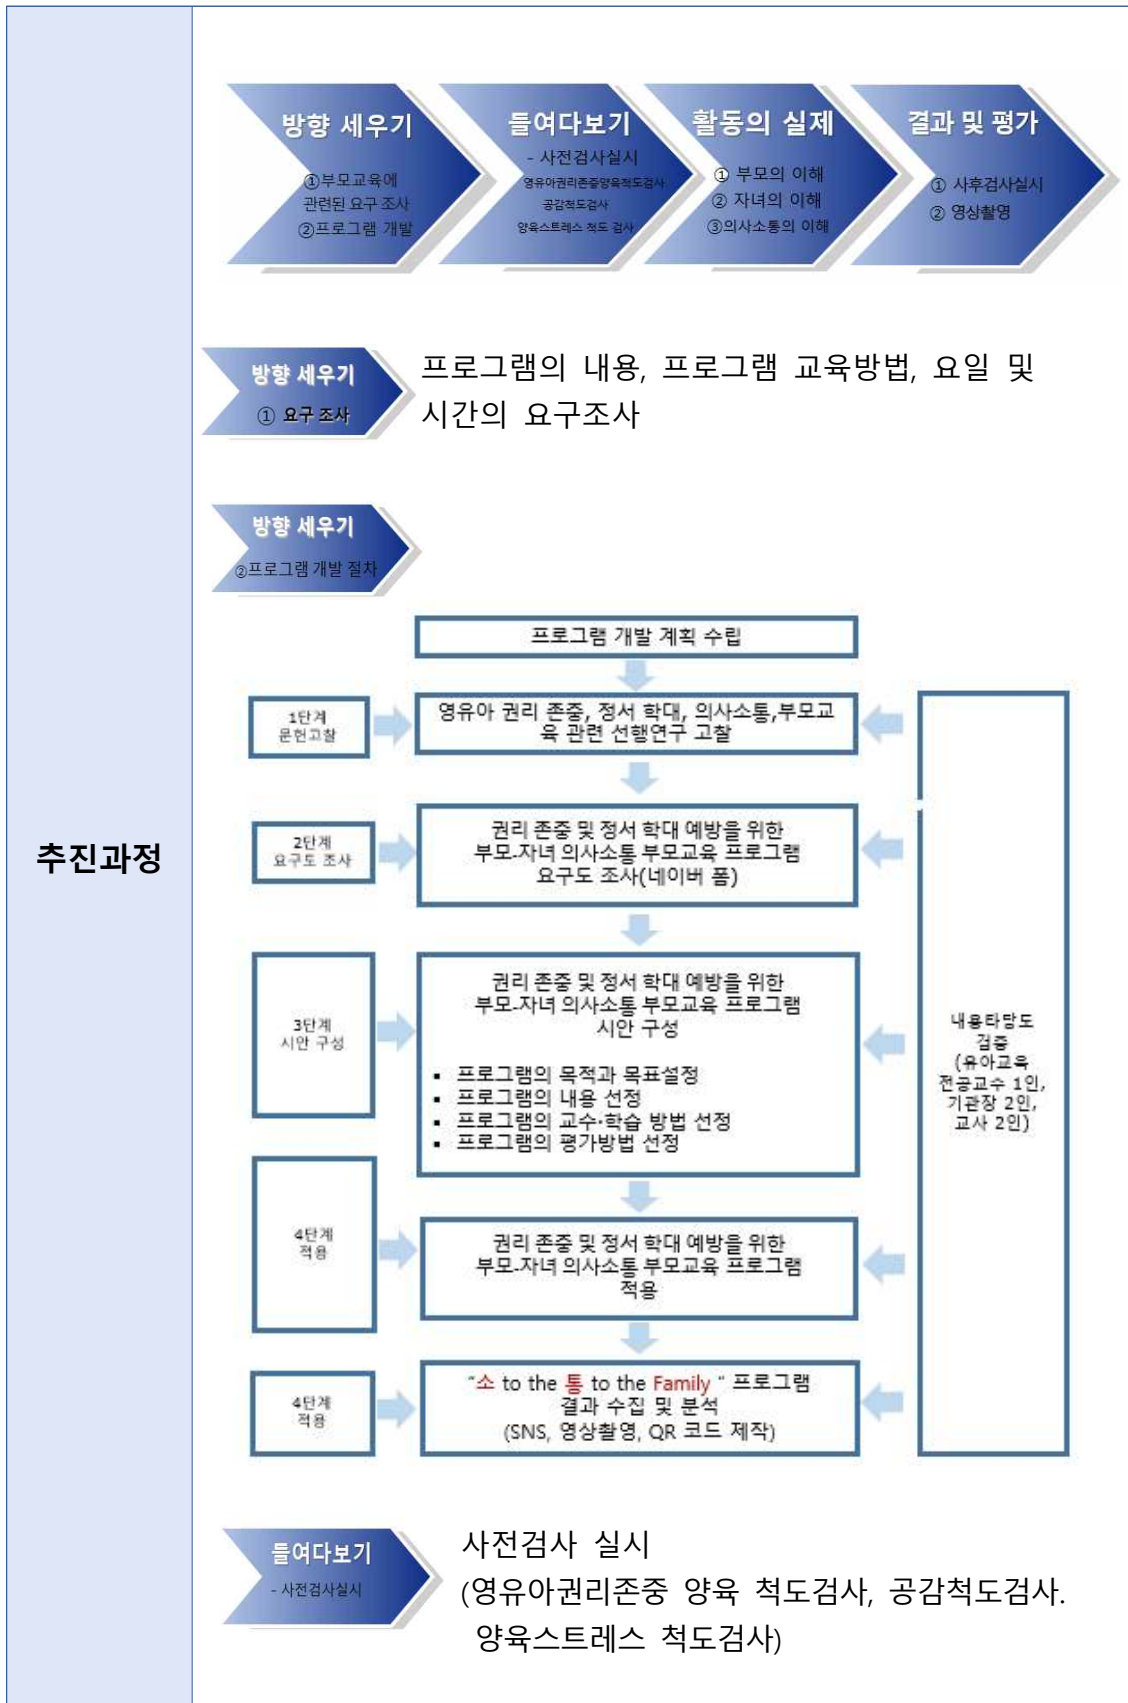 추진과정
방향 세우기
①부모교육에
관련된 요구 조사
②프로그램 개발
들여다보기
- 사전검사실시
영유아권리존중양육척도검사.
공감척도검사
양육스트레스 척도 검사
활동의 실제
① 부모의 이해
② 자녀의 이해
③의사소통의 이해
결과 및 평가
① 사후검사실시
② 영상촬영
방향 세우기
① 요구 조사
프로그램의 내용, 프로그램 교육방법, 요일 및
시간의 요구조사
방향 세우기
②프로그램 개발 절차
프로그램 개발 계획 수립
1단계
문헌고찰
영유아 권리 존중, 정서 학대, 의사소통,부모교
육 관련 선행연구 고찰
2단계
요구도 조사
권리 존중 및 정서 학대 예방을 위한
부모-자녀 의사소통 부모교육 프로그램
요구도 조사(네이버 폼)
3단계
시안 구성
권리 존중 및 정서 학대 예방을 위한
부모-자녀 의사소통 부모교육 프로그램
시안 구성
▪ 프로그램의 목적과 목표설정
▪ 프로그램의 내용 선정
▪ 프로그램의 교수·학습 방법 선정
▪ 프로그램의 평가방법 선정
4단계
적용
권리 존중 및 정서 학대 예방을 위한
부모-자녀 의사소통 부모교육 프로그램
적용
4단계
적용
"소 to the 통 to the Family " 프로그램
결과 수집 및 분석
(SNS, 영상촬영, QR 코드 제작)
내용타당도
검증
(유아교육
전공교수 1인,
기관장 2인,
교사 2인)
들여다보기
- 사전검사실시
사전검사 실시
(영유아권리존중 양육 척도검사, 공감척도검사.
양육스트레스 척도검사)